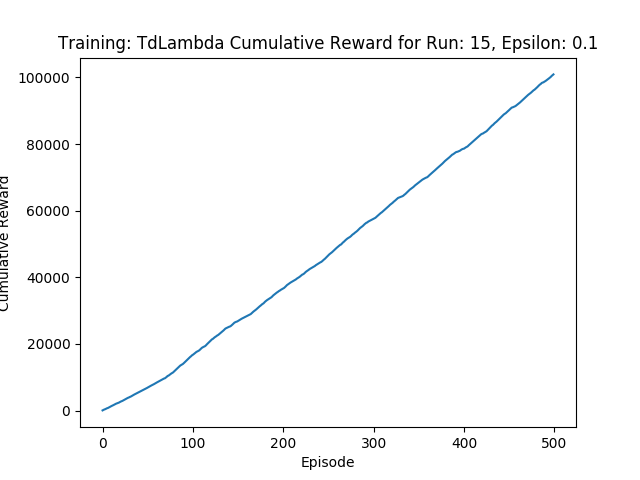 Training: TdLambda Cumulative Reward for Run: 15, Epsilon: 0.1
100000
80000
60000
40000
20000
0
Cumulative Reward
0 100 200 300 400 500
Episode